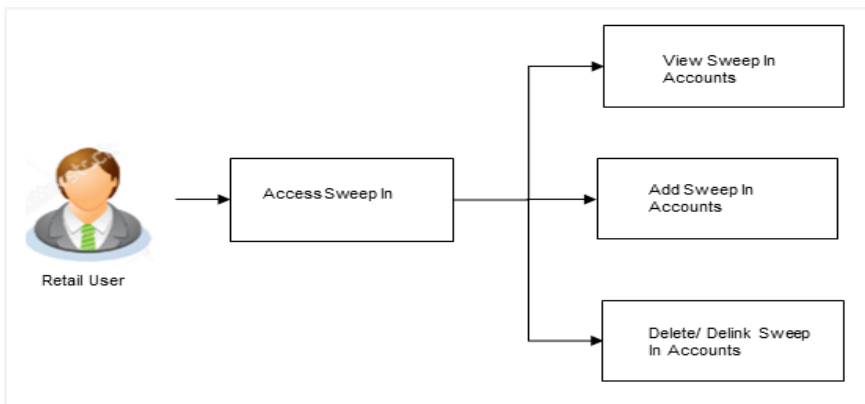 View Sweep In
Accounts
Access Sweep In
Add Sweep In
Accounts
Retail User
Delete/ Delink Sweep
In Accounts